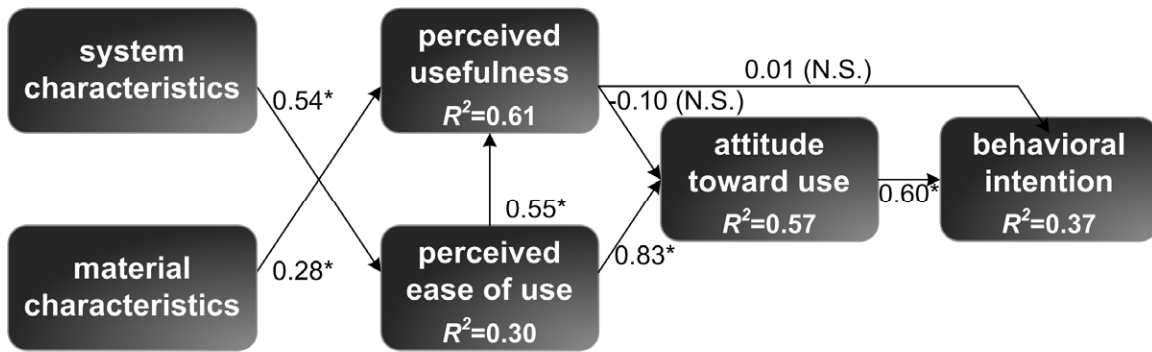 system
characteristics
perceived
usefulness
R²=0.61
0.01 (N.S.)
0.54*
-0.10 (N.S.)
attitude
toward use
R²=0.57
behavioral
intention
R²=0.37
0.60*
0.55*
material
characteristics
0.28*
perceived
ease of use
R²=0.30
0.83*